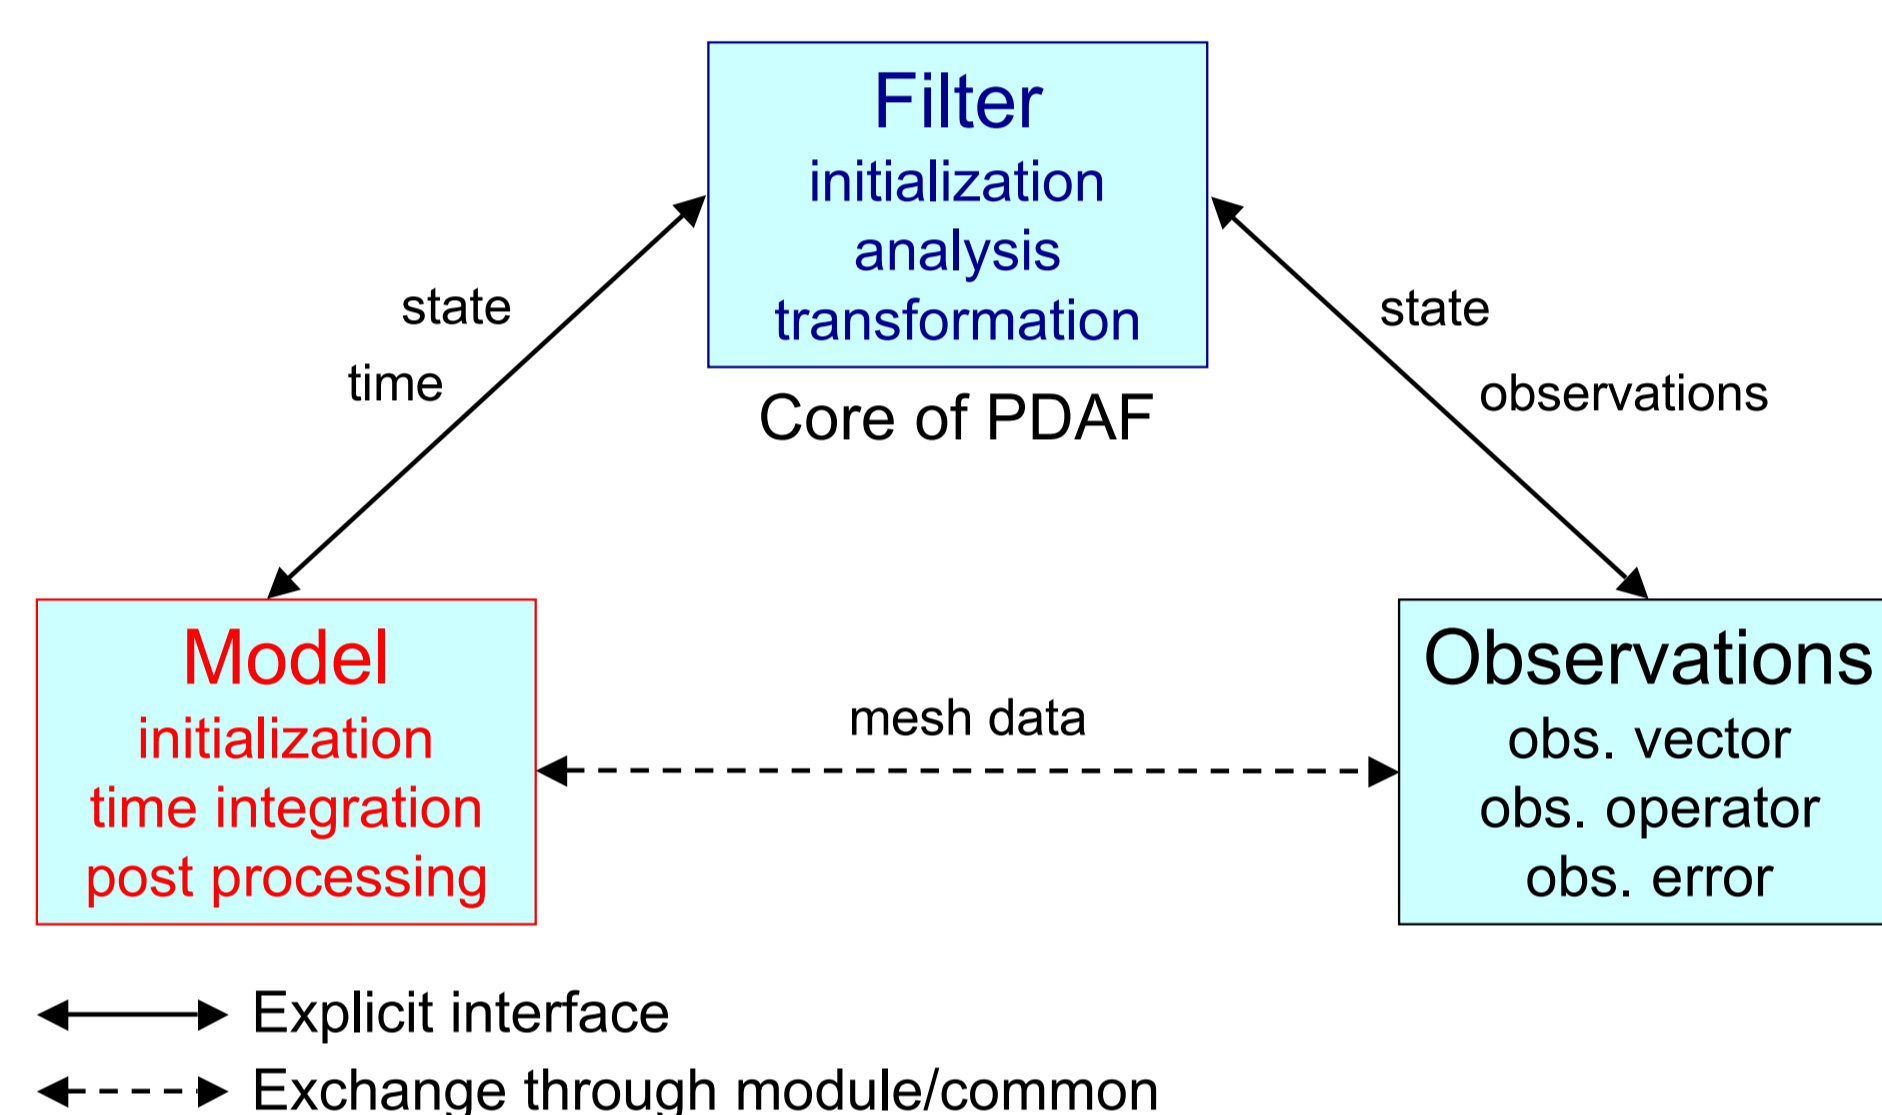 Filter
initialization
analysis
transformation
Core of PDAF
state
time
state
observations
Model
initialization
time integration
post processing
mesh data
Observations
obs. vector
obs. operator
obs. error
Explicit interface
Exchange through module/common